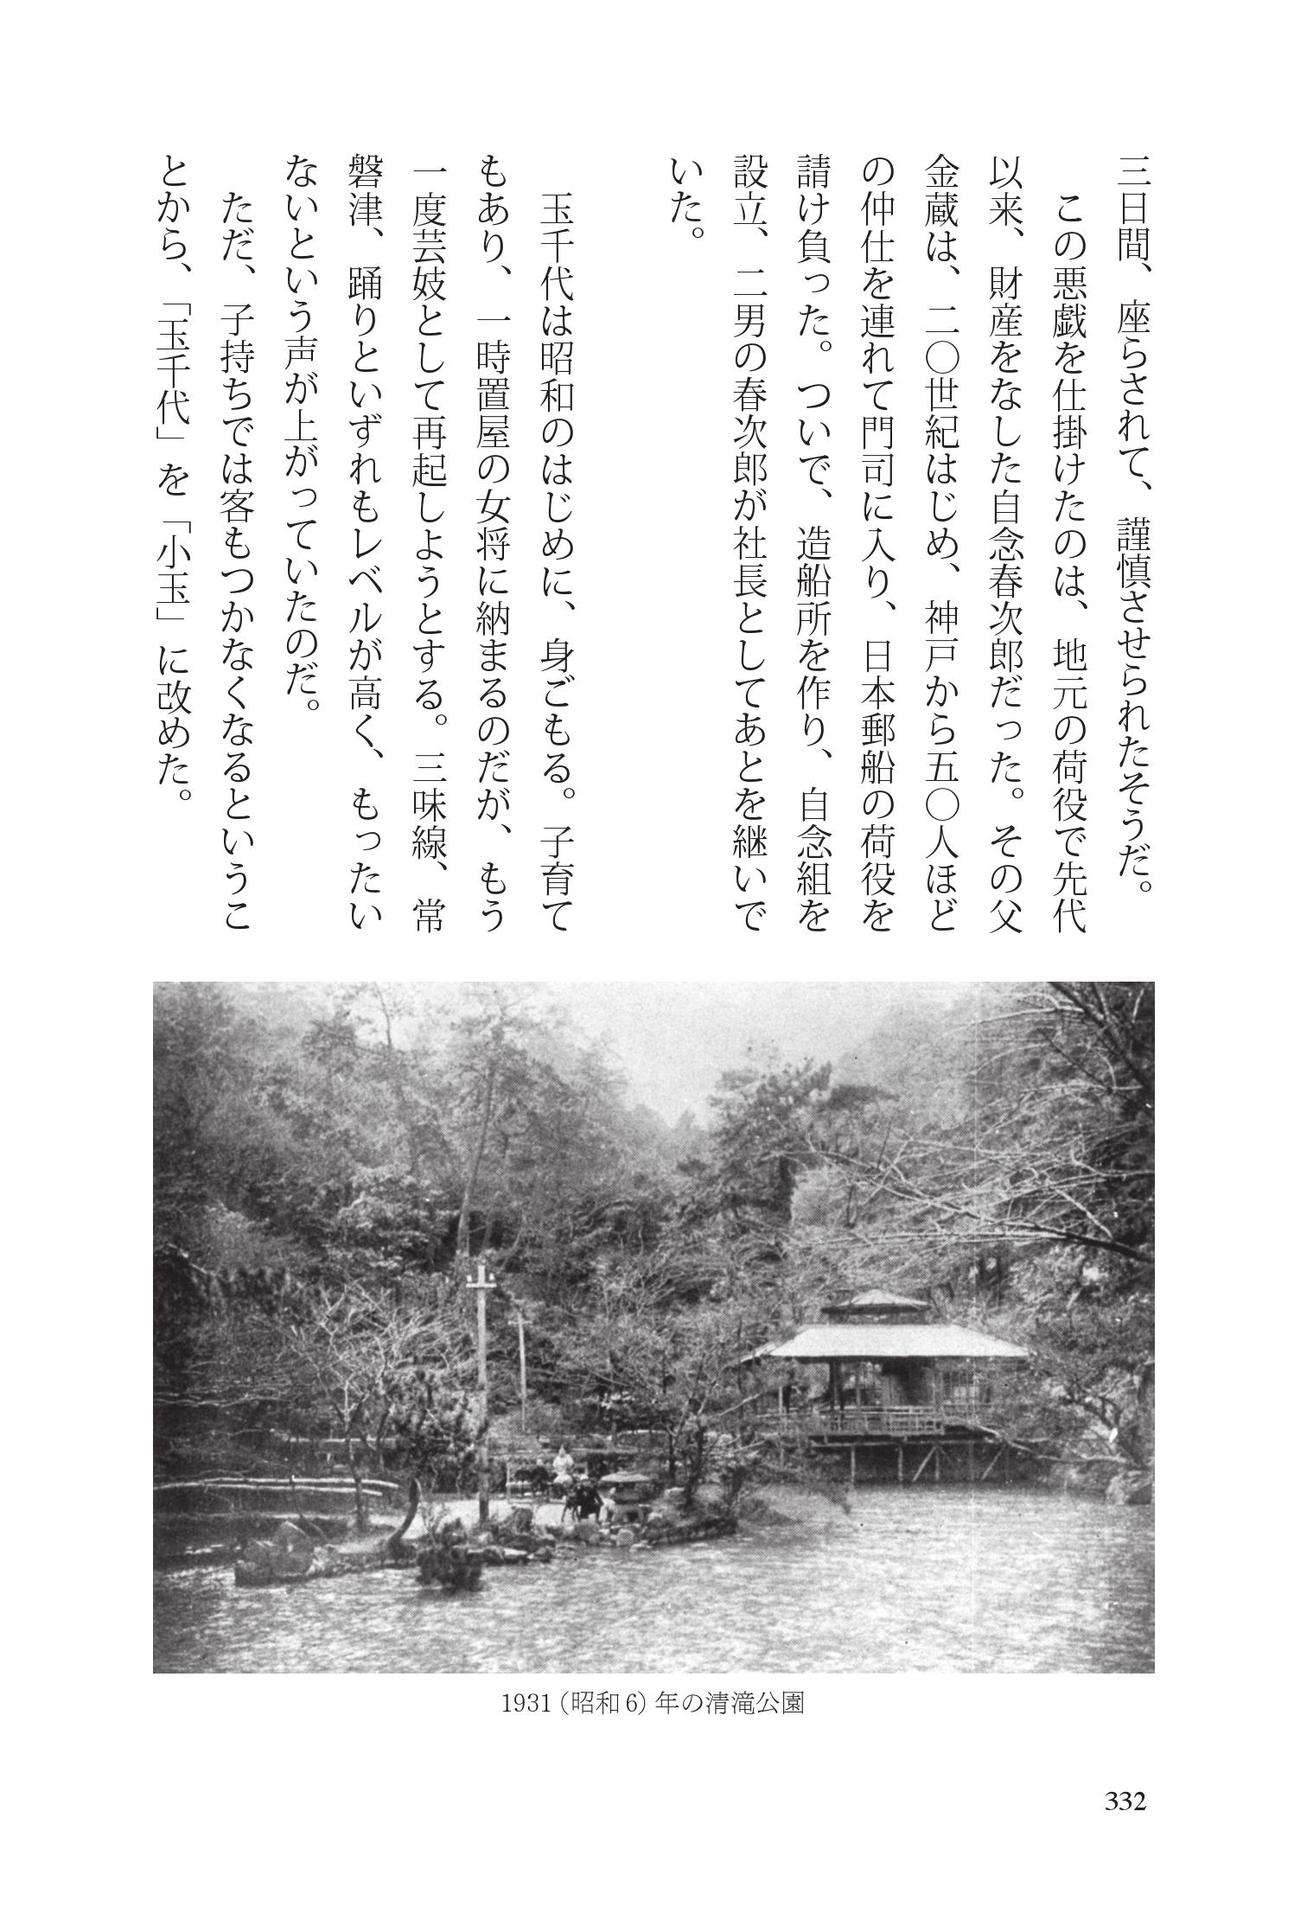 三日間、座らされて、謹慎させられたそうだ。
この悪戯を仕掛けたのは、地元の荷役で先代
以来、財産をなした自念春次郎だった。その父
金蔵は、二〇世紀はじめ、神戸から五〇人ほど
の仲仕を連れて門司に入り、日本郵船の荷役を
請け負った。ついで、造船所を作り、自念組を
設立、二男の春次郎が社長としてあとを継いで
いた。
玉千代は昭和のはじめに、身ごもる。子育て
もあり、一時置屋の女将に納まるのだが、もう
一度芸妓として再起しようとする。三味線、常
磐津、踊りといずれもレベルが高く、もったい
ないという声が上がっていたのだ。
ただ、子持ちでは客もつかなくなるというこ
とから、「玉千代」を「小玉」に改めた。
1931（昭和6）年の清滝公園
332